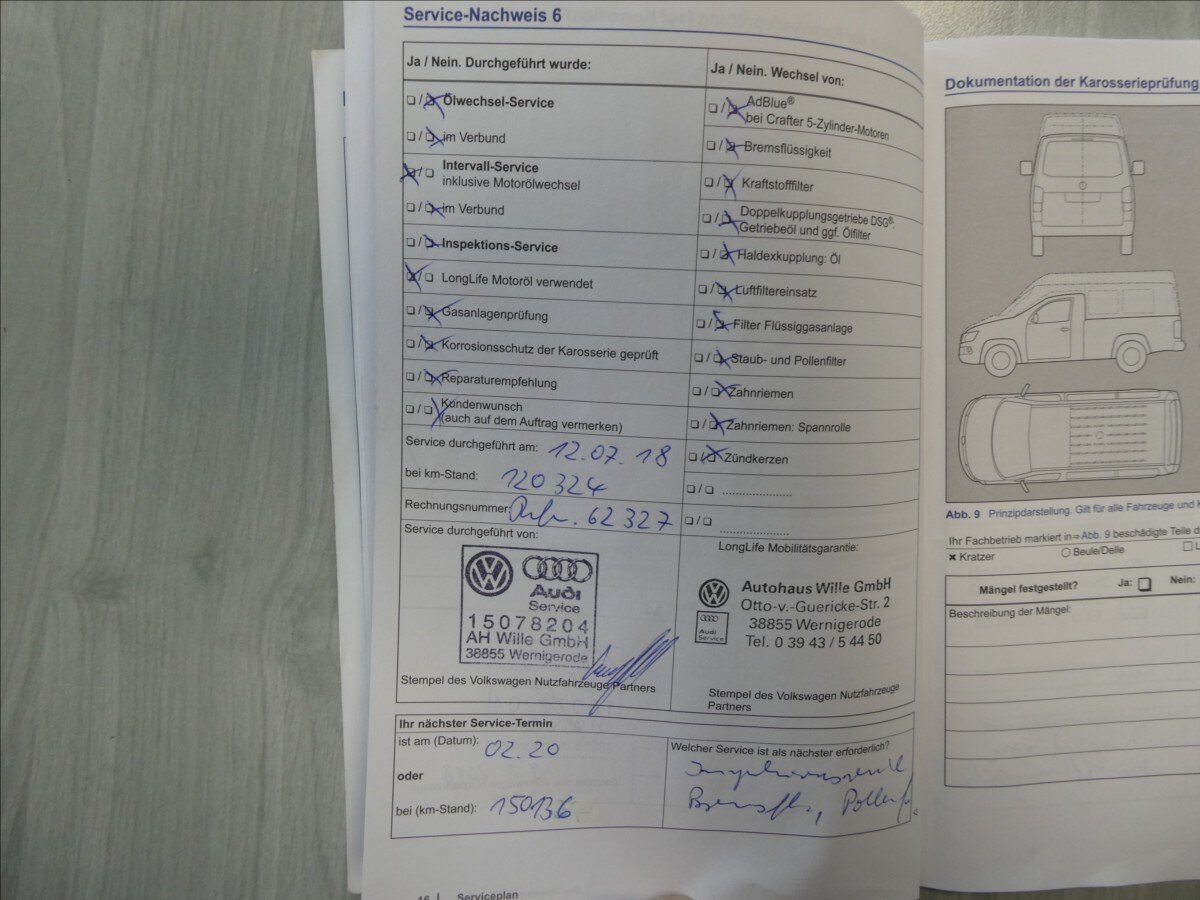 Service-Nachweis 6
Ja / Nein. Durchgeführt wurde:
Ölwechsel-Service
im Verbund
Intervall-Service
inklusive Motorölwechsel
im Verbund
Inspektions-Service
LongLife Motoröl verwendet
Gasanlagenprüfung
Korrosionsschutz der Karosserie geprüft
Reparaturempfehlung
Kundenwunsch
(auch auf dem Auftrag vermerken)
Service durchgeführt am: 12.07.18
bei km-Stand: 120 324
Rechnungsnummer: 62 327
Service durchgeführt von:
Audi
Service
15078204
AH Wille GmbH
38855 Wernigerode
Stempel des Volkswagen Nutzfahrzeuge Partners
Ja / Nein. Wechsel von:
AdBlue®
bei Crafter 5-Zylinder-Motoren
Bremsflüssigkeit
Kraftstofffilter
Doppelkupplungsgetriebe DSG®:
Getriebeöl und ggf. Ölfilter
Haldexkupplung: Öl
Luftfiltereinsatz
Filter Flüssiggasanlage
Staub- und Pollenfilter
Zahnriemen
Zahnriemen: Spannrolle
Zündkerzen
LongLife Mobilitätsgarantie:
Audi
Service
Autohaus Wille GmbH
Otto-v.-Guericke-Str. 2
38855 Wernigerode
Tel. 0 39 43 / 5 44 50
Stempel des Volkswagen Nutzfahrzeuge
Partners
Ihr nächster Service-Termin
ist am (Datum): 02.20
oder
bei (km-Stand): 150136
Welcher Service ist als nächster erforderlich?
16 | Serviceplan
Dokumentation der Karosserieprüfung
Abb. 9 Prinzipdarstellung. Gilt für alle Fahrzeuge und
Ihr Fachbetrieb markiert in ⇒ Abb. 9 beschädigte Teile
× Kratzer
Beule/Delle
Mängel festgestellt? Ja: Nein:
Beschreibung der Mängel: